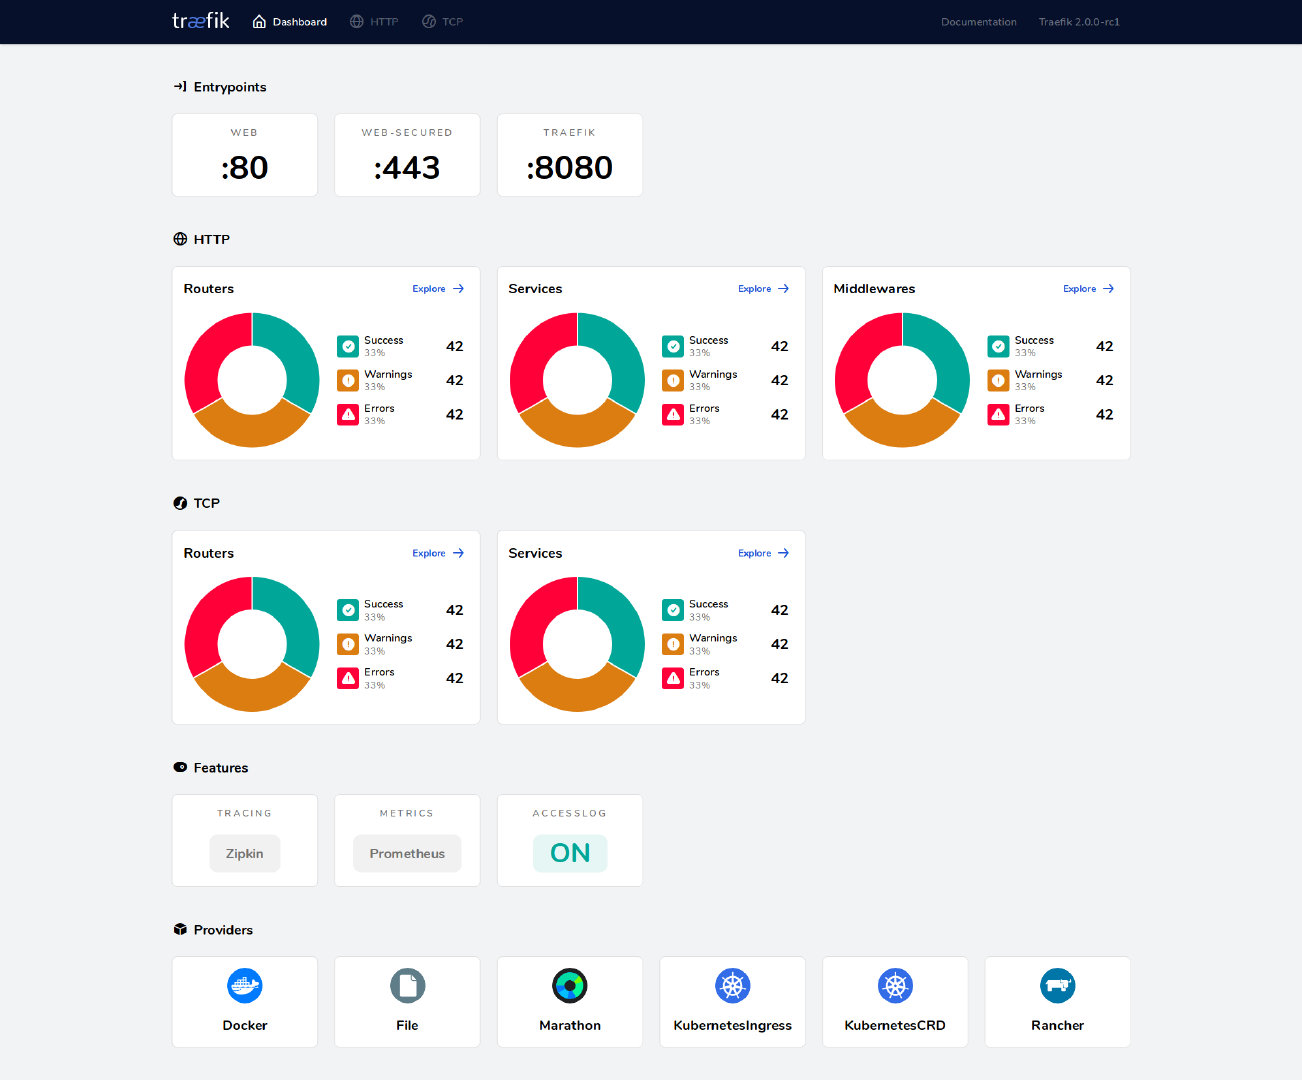 træfik Dashboard HTTP TCP Documentation Traefik 2.0.0-rc1
Entrypoints
WEB
:80
WEB-SECURED
:443
TRAEFIK
:8080
HTTP
Routers Explore
Success 42
33%
Warnings 42
33%
Errors 42
33%
Services Explore
Success 42
33%
Warnings 42
33%
Errors 42
33%
Middlewares Explore
Success 42
33%
Warnings 42
33%
Errors 42
33%
TCP
Routers Explore
Success 42
33%
Warnings 42
33%
Errors 42
33%
Services Explore
Success 42
33%
Warnings 42
33%
Errors 42
33%
Features
TRACING
Zipkin
METRICS
Prometheus
ACCESSLOG
ON
Providers
Docker
File
Marathon
KubernetesIngress
KubernetesCRD
Rancher